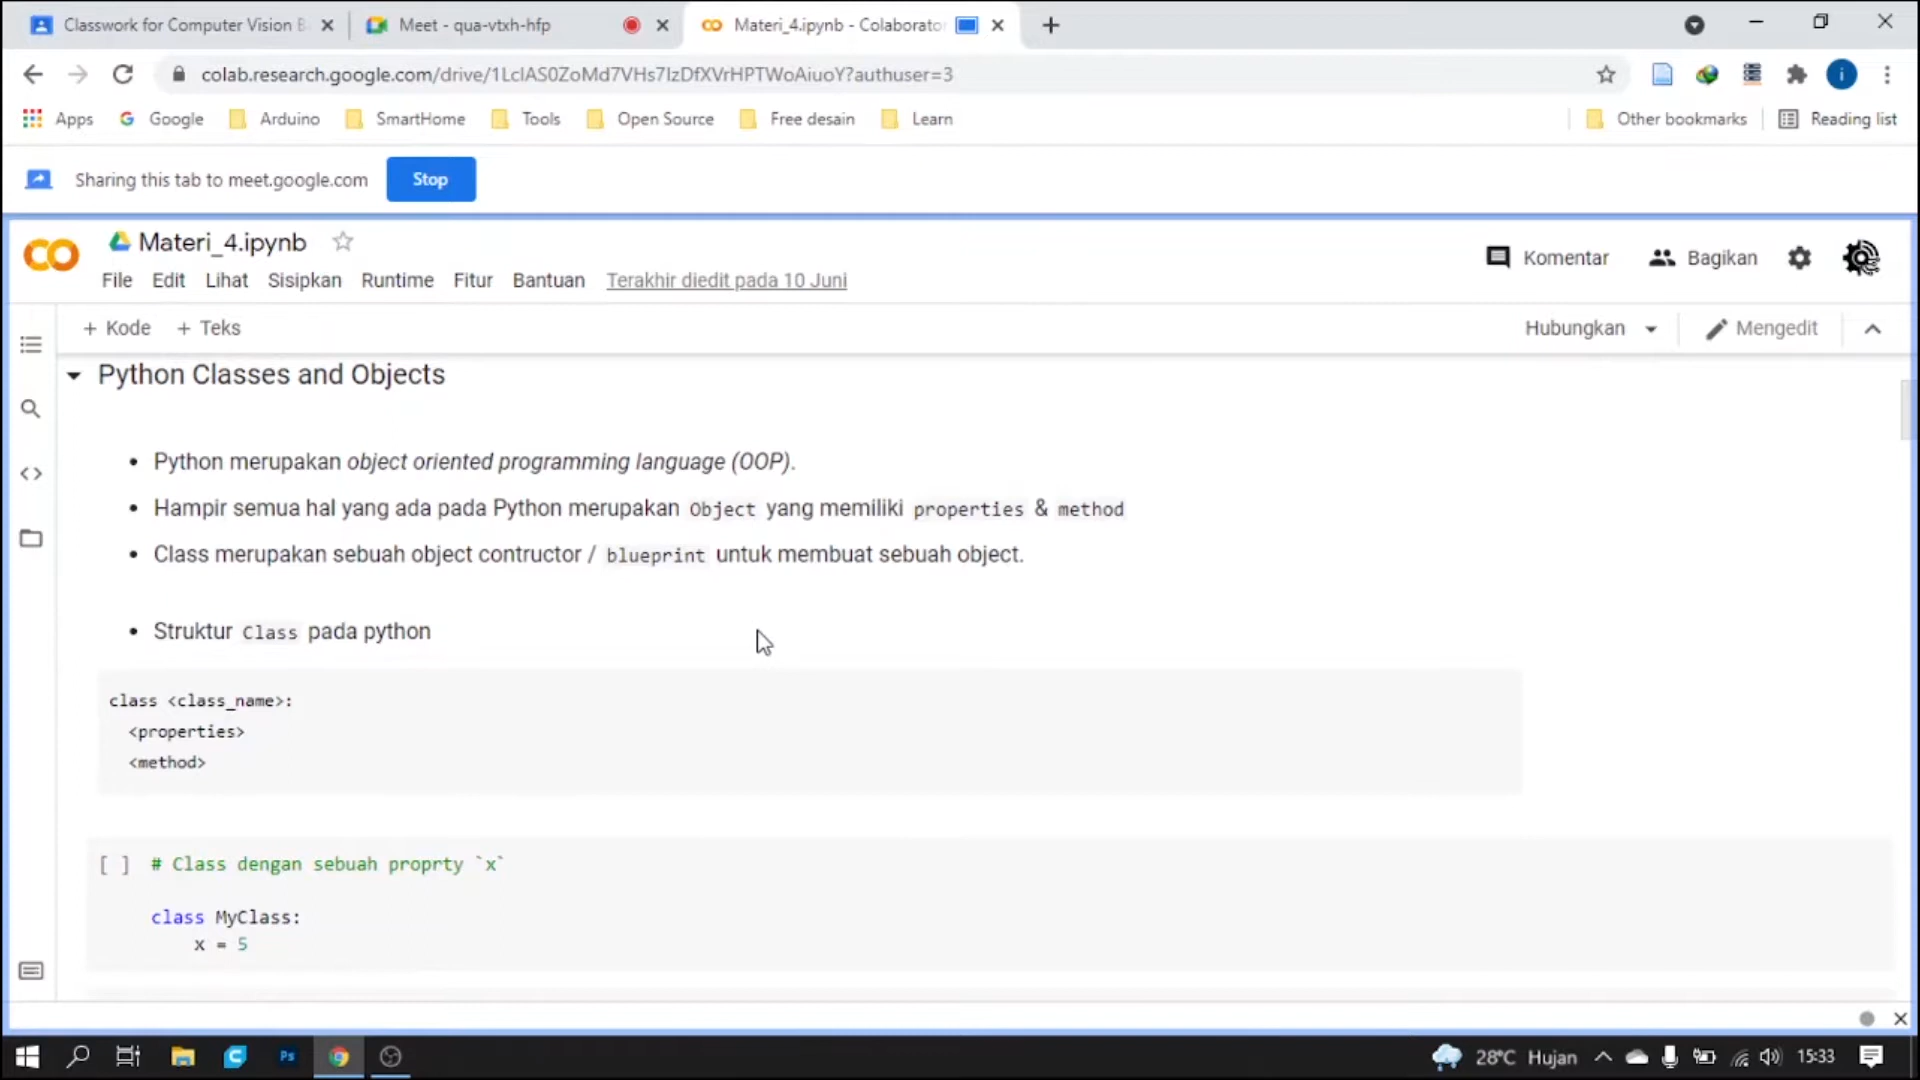 Classwork for Computer Vision B
Meet - qua-vtxh-hfp
Materi_4.ipynb - Colaborator
colab.research.google.com/drive/1LcIAS0ZoMd7VHs7IzDfXVrHPTWoAiuoY?authuser=3
i
Apps
Google
Arduino
SmartHome
Tools
Open Source
Free desain
Learn
Other bookmarks
Reading list
Sharing this tab to meet.google.com
Stop
Materi_4.ipynb
Komentar
Bagikan
File Edit Lihat Sisipkan Runtime Fitur Bantuan Terakhir diedit pada 10 Juni
+ Kode + Teks
Hubungkan
Mengedit
Python Classes and Objects
• Python merupakan object oriented programming language (OOP).
• Hampir semua hal yang ada pada Python merupakan Object yang memiliki properties & method
• Class merupakan sebuah object contructor / blueprint untuk membuat sebuah object.
• Struktur Class pada python
class <class_name>:
<properties>
<method>
[ ] # Class dengan sebuah proprty `x`
class MyClass:
x = 5
Ps
28°C Hujan
15:33